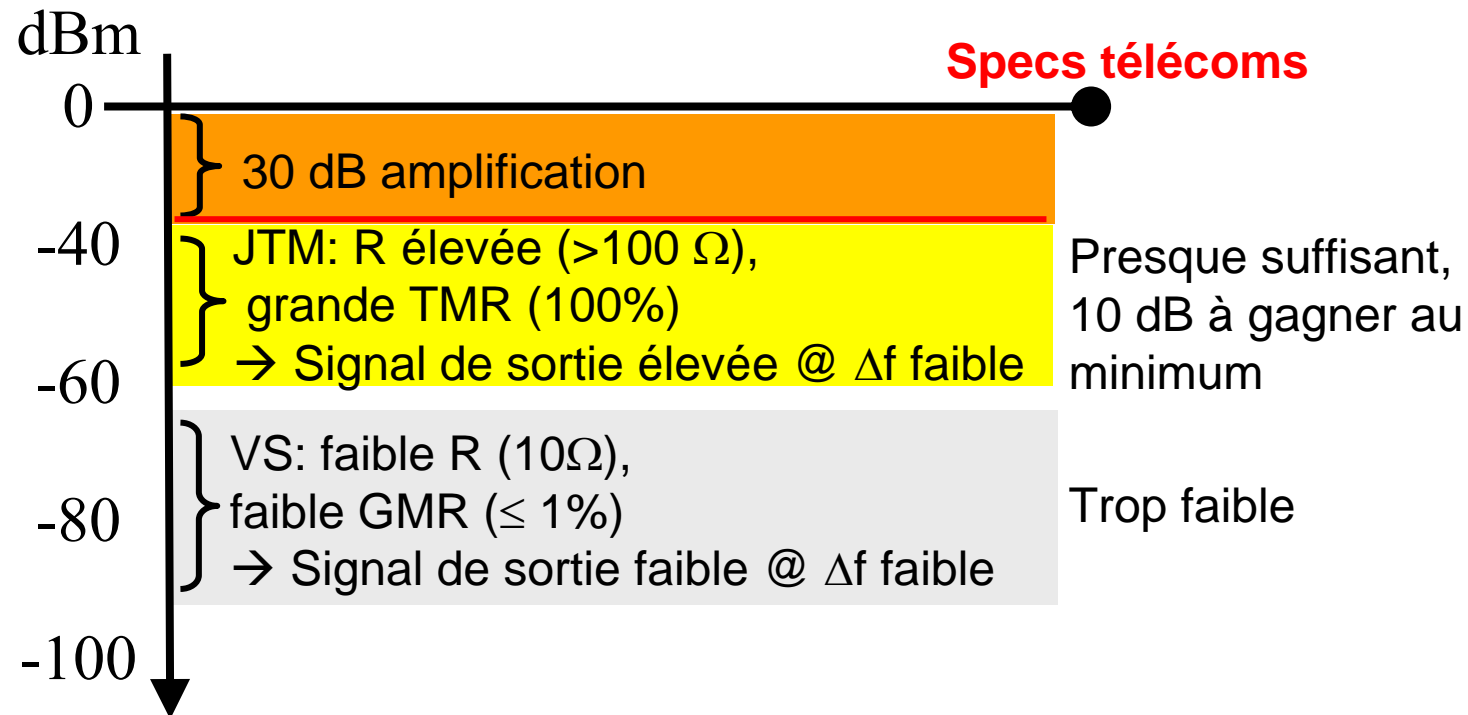 dBm
Specs télécoms
0
30 dB amplification
-40
JTM: R élevée (>100 Ω),
grande TMR (100%)
→ Signal de sortie élevée @ Δf faible
Presque suffisant,
10 dB à gagner au
minimum
-60
VS: faible R (10Ω),
faible GMR (≤ 1%)
→ Signal de sortie faible @ Δf faible
-80
Trop faible
-100